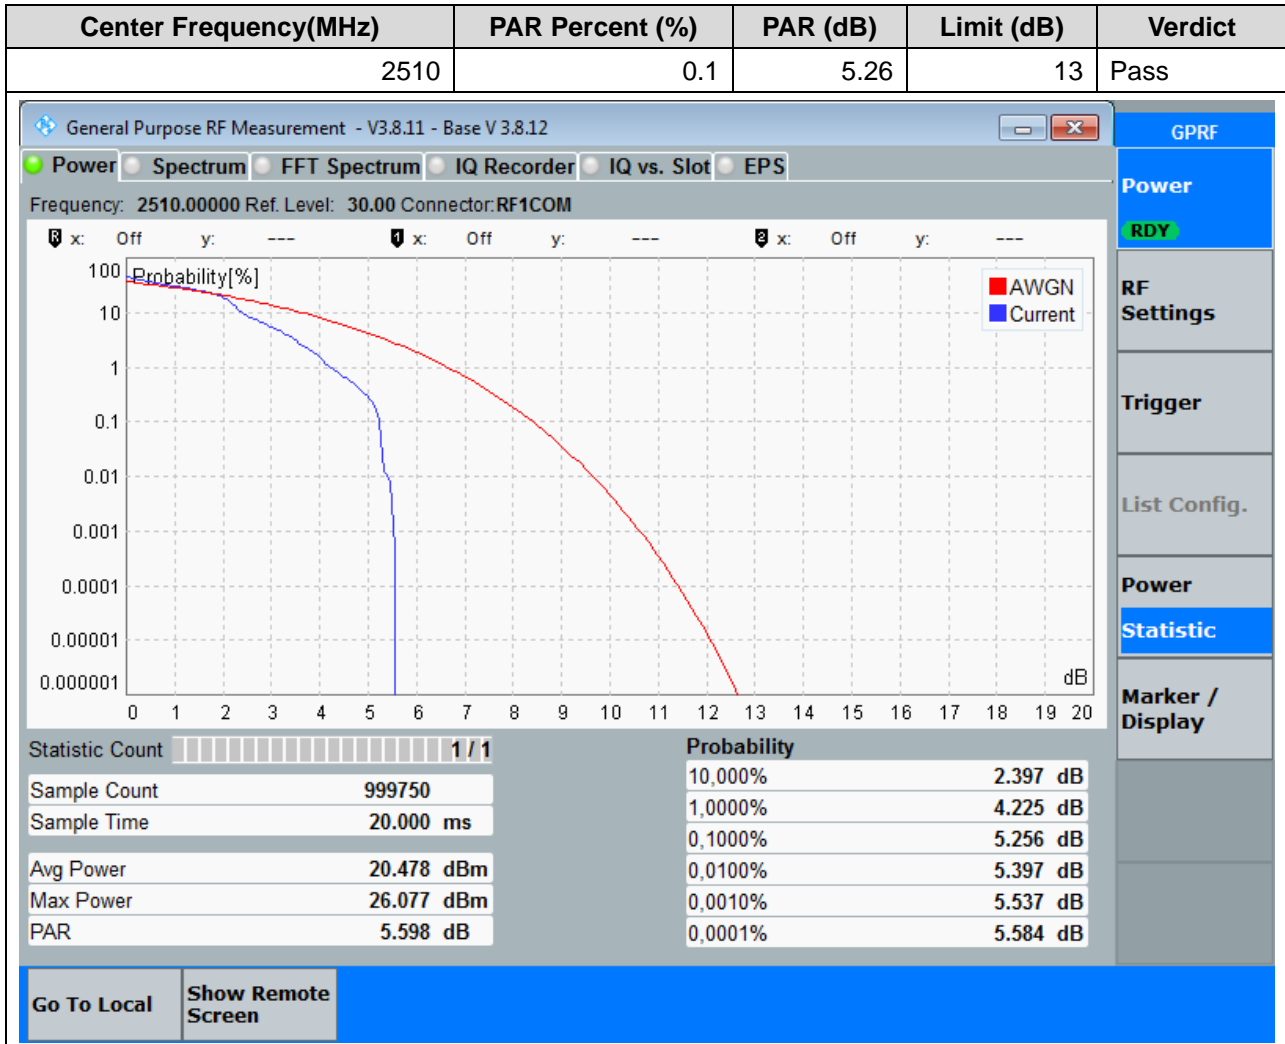 Center Frequency(MHz) PAR Percent (%) PAR (dB) Limit (dB) Verdict
2510 0.1 5.26 13 Pass
General Purpose RF Measurement - V3.8.11 - Base V 3.8.12
GPRF
Power Spectrum FFT Spectrum IQ Recorder IQ vs. Slot EPS
Frequency: 2510.00000 Ref. Level: 30.00 Connector: RF1COM
R x: Off y: --- 1 x: Off y: --- 2 x: Off y: ---
Probability[%]
100
10
1
0.1
0.01
0.001
0.0001
0.00001
0.000001
AWGN
Current
dB
0 1 2 3 4 5 6 7 8 9 10 11 12 13 14 15 16 17 18 19 20
Statistic Count 1 / 1
Sample Count 999750
Sample Time 20.000 ms
Avg Power 20.478 dBm
Max Power 26.077 dBm
PAR 5.598 dB
Probability
10,000% 2.397 dB
1,0000% 4.225 dB
0,1000% 5.256 dB
0,0100% 5.397 dB
0,0010% 5.537 dB
0,0001% 5.584 dB
Power
RDY
RF
Settings
Trigger
List Config.
Power
Statistic
Marker /
Display
Go To Local
Show Remote
Screen